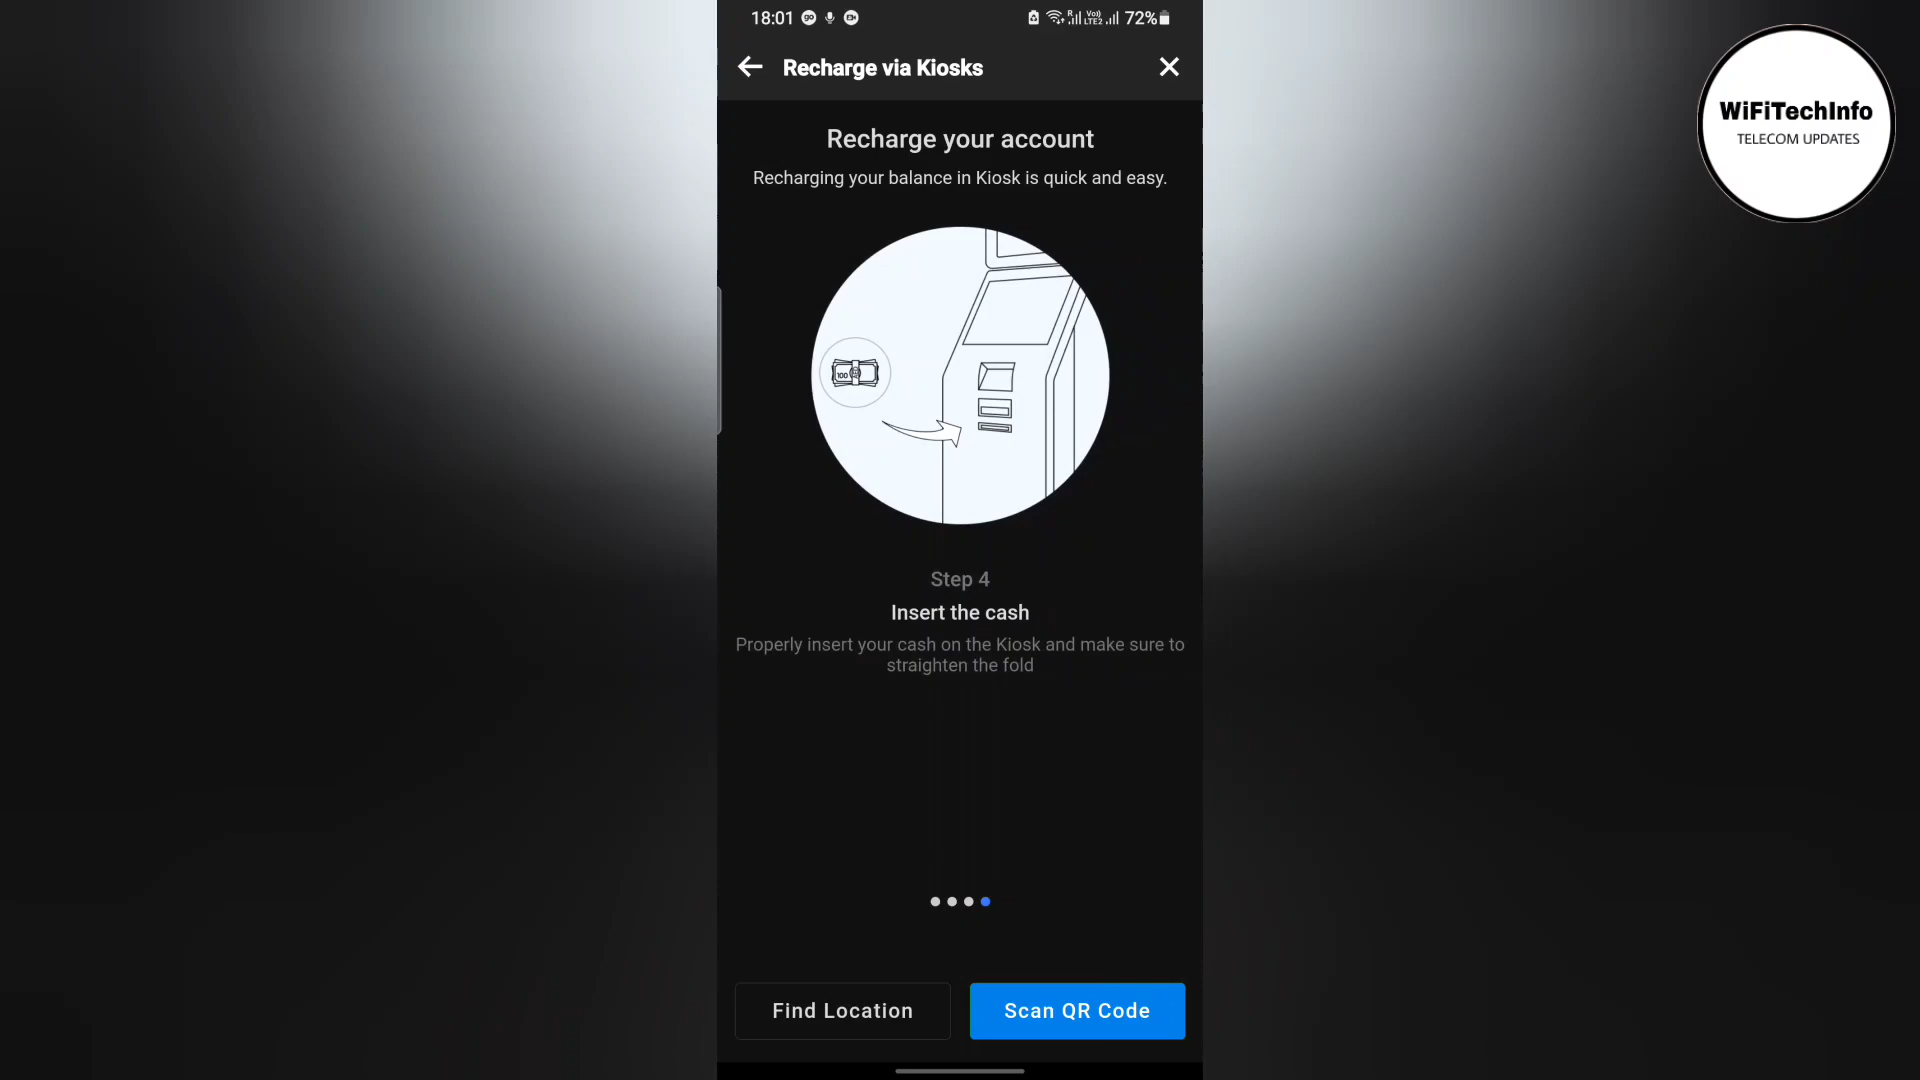 18:01 go 72%
Recharge via Kiosks
WiFiTechInfo
TELECOM UPDATES
Recharge your account
Recharging your balance in Kiosk is quick and easy.
100
Step 4
Insert the cash
Properly insert your cash on the Kiosk and make sure to
straighten the fold
Find Location
Scan QR Code